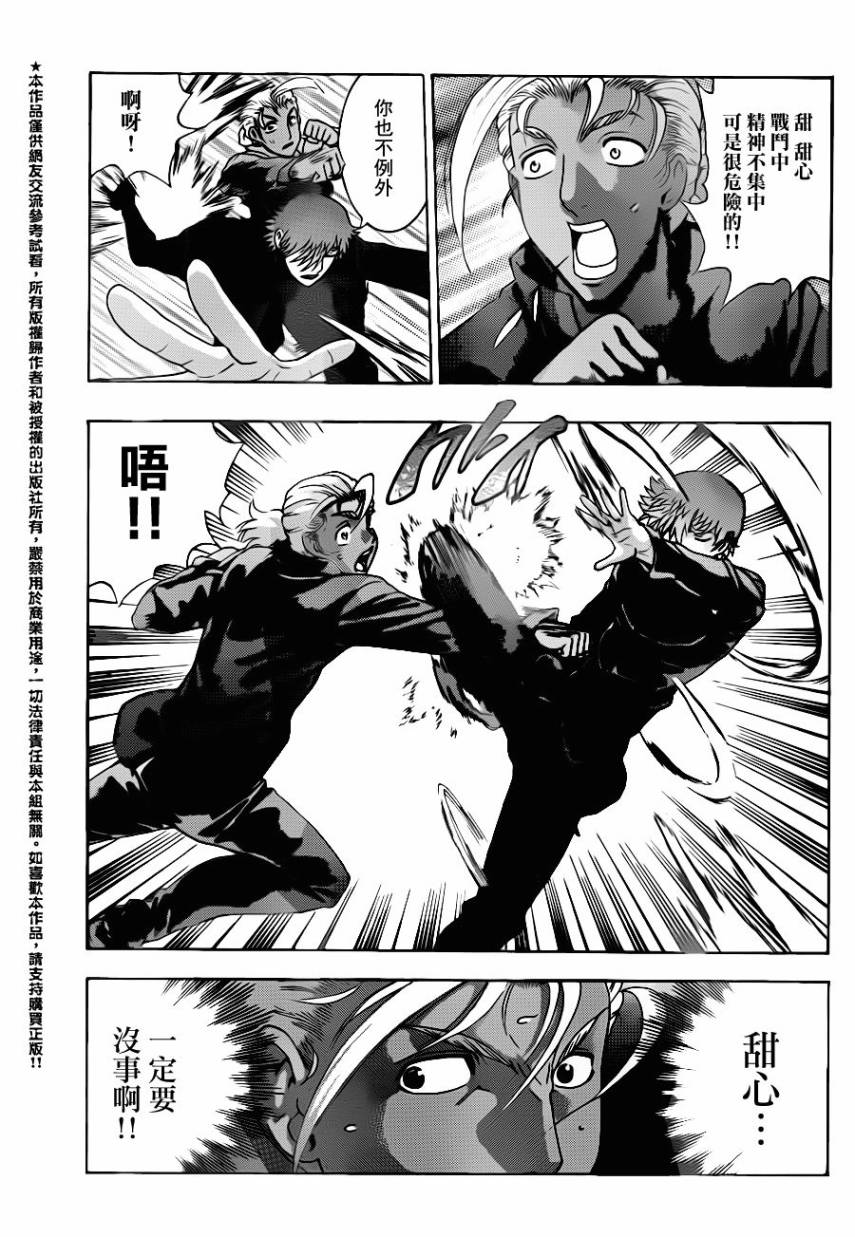 甜 甜心
戰鬥中
精神不集中
可是很危險的!!
你也不例外
啊呀！
唔!!
甜心…
一定要
沒事啊!!
★本作品僅供網友交流參考試看，所有版權歸作者和被授權的出版社所有，嚴禁用於商業用途，一切法律責任與本組無關。如喜歡本作品，請支持購買正版!!